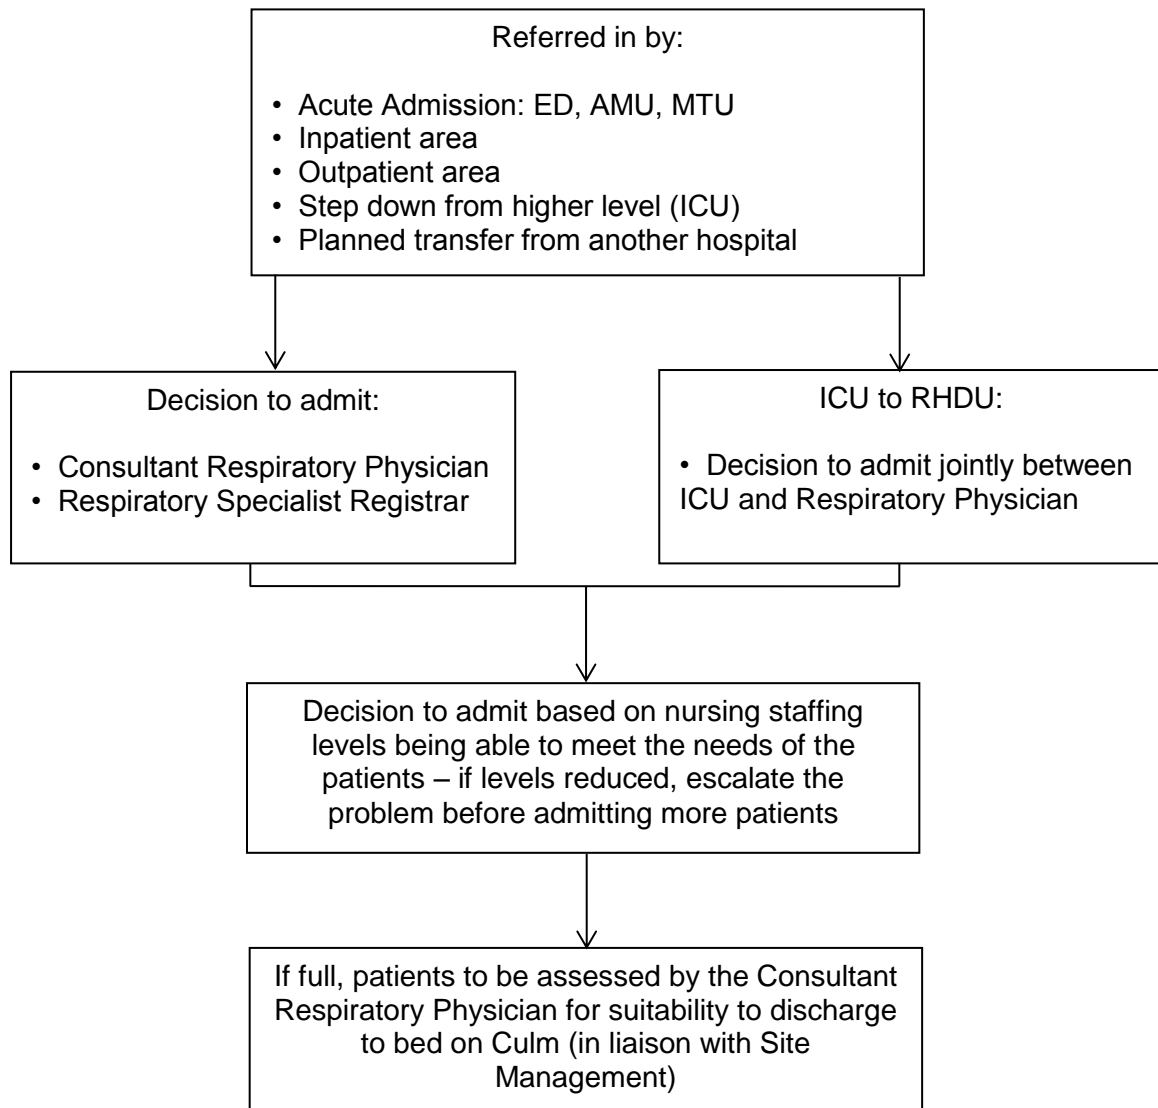 Referred in by:
• Acute Admission: ED, AMU, MTU
• Inpatient area
• Outpatient area
• Step down from higher level (ICU)
• Planned transfer from another hospital
Decision to admit:
• Consultant Respiratory Physician
• Respiratory Specialist Registrar
ICU to RHDU:
• Decision to admit jointly between
ICU and Respiratory Physician
Decision to admit based on nursing staffing
levels being able to meet the needs of the
patients – if levels reduced, escalate the
problem before admitting more patients
If full, patients to be assessed by the Consultant
Respiratory Physician for suitability to discharge
to bed on Culm (in liaison with Site
Management)